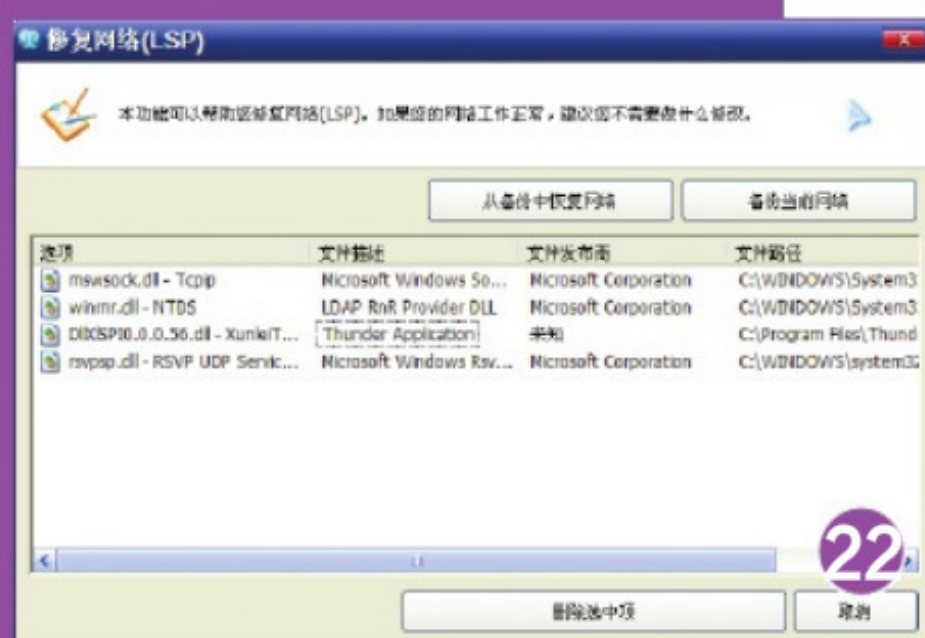 修复网络(LSP)
本功能可以帮助您修复网络(LSP)。如果您的网络工作正常，建议您不需要做什么修改。
从备份中恢复网络 备份当前网络
选项 文件描述 文件发布商 文件路径
mswsock.dll - Tcpip Microsoft Windows So... Microsoft Corporation C:\WINDOWS\System3
winrnr.dll - NTDS LDAP RnR Provider DLL Microsoft Corporation C:\WINDOWS\System3
XunleiT... Thunder Application 未知 C:\Program Files\Thund
rsvpsp.dll - RSVP UDP Servic... Microsoft Windows Rsv... Microsoft Corporation C:\WINDOWS\system32
22
删除选中项 取消